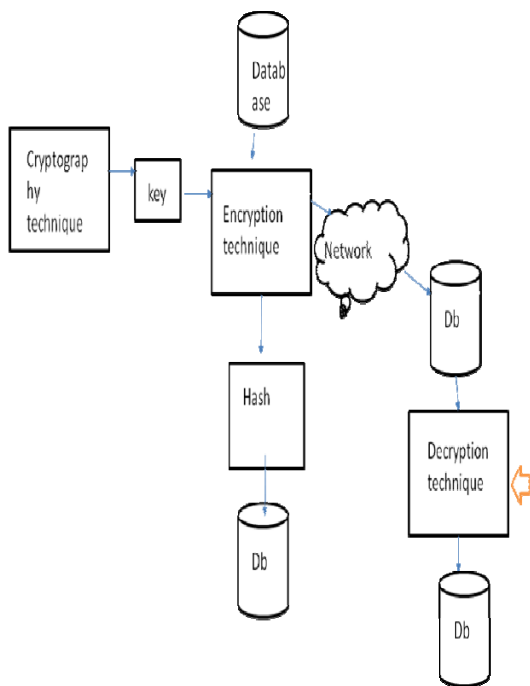 Datab
ase
Cryptograp
hy
technique
key
Encryption
technique
Network
Db
Hash
Decryption
technique
Db
Db